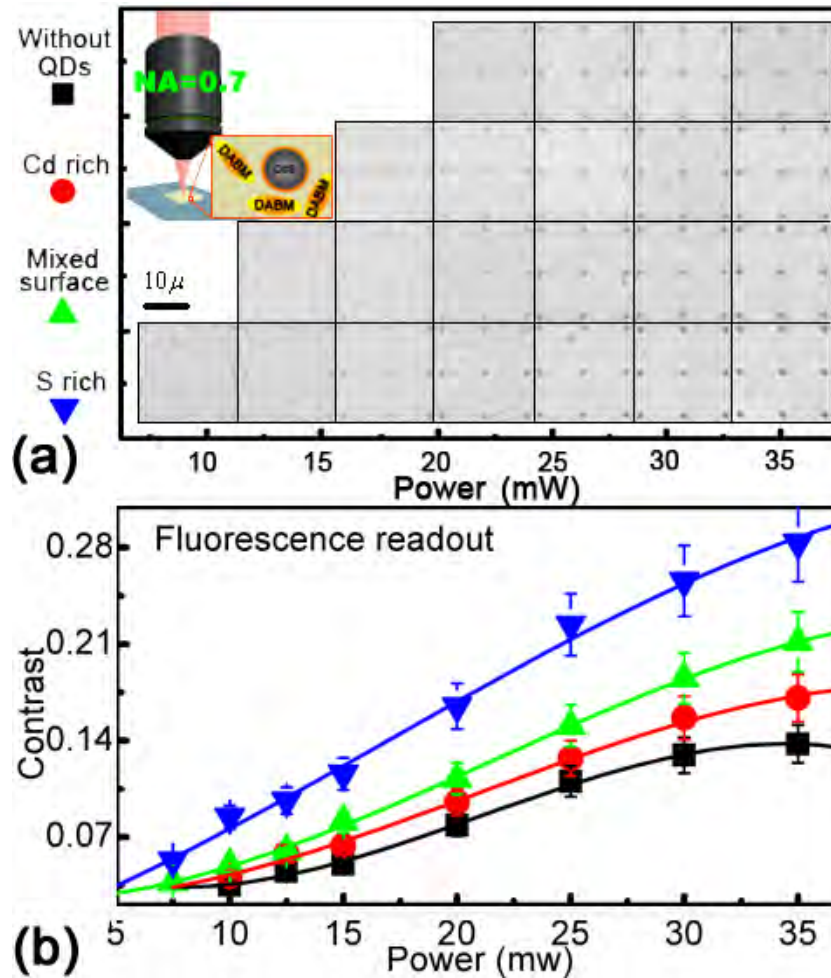 Without
QDs
Cd rich
Mixed
surface
S rich
NA=0.7
DABM
CdS
DABM
DABM
10μ
(a)
10 15 20 25 30 35
Power (mW)
Fluorescence readout
Contrast
0.28
0.21
0.14
0.07
(b)
5 10 15 20 25 30 35
Power (mw)